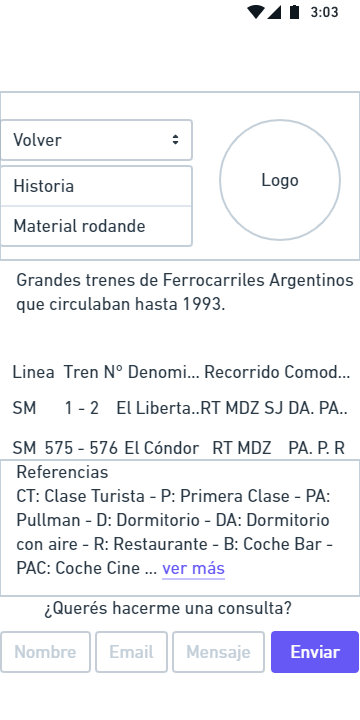 3:03
Volver
Historia
Material rodande
Logo
Grandes trenes de Ferrocarriles Argentinos
que circulaban hasta 1993.
Linea Tren N° Denomi... Recorrido Comod...
SM 1 - 2 El Liberta..RT MDZ SJ DA. PA..
SM 575 - 576 El Cóndor RT MDZ PA. P. R
Referencias
CT: Clase Turista - P: Primera Clase - PA:
Pullman - D: Dormitorio - DA: Dormitorio
con aire - R: Restaurante - B: Coche Bar -
PAC: Coche Cine ... ver más
¿Querés hacerme una consulta?
Nombre Email Mensaje Enviar